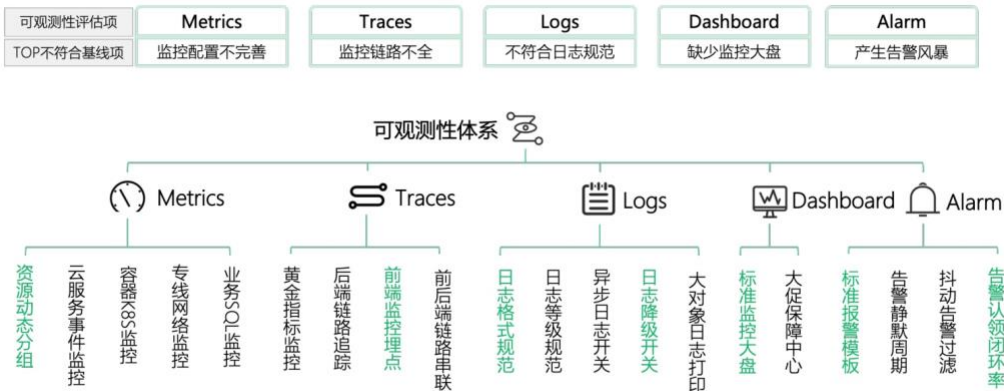 可观测性评估项 Metrics Traces Logs Dashboard Alarm
TOP不符合基线项 监控配置不完善 监控链路不全 不符合日志规范 缺少监控大盘 产生告警风暴
可观测性体系
Metrics Traces Logs Dashboard Alarm
资源动态分组
云服务事件监控
容器K8S监控
专线网络监控
业务SQL监控
黄金指标监控
后端链路追踪
前端监控埋点
前后端链路串联
日志格式规范
日志等级规范
异步日志开关
日志降级开关
大对象日志打印
标准监控大盘
大促保障中心
标准报警模板
告警静默周期
抖动告警过滤
告警认领闭环率